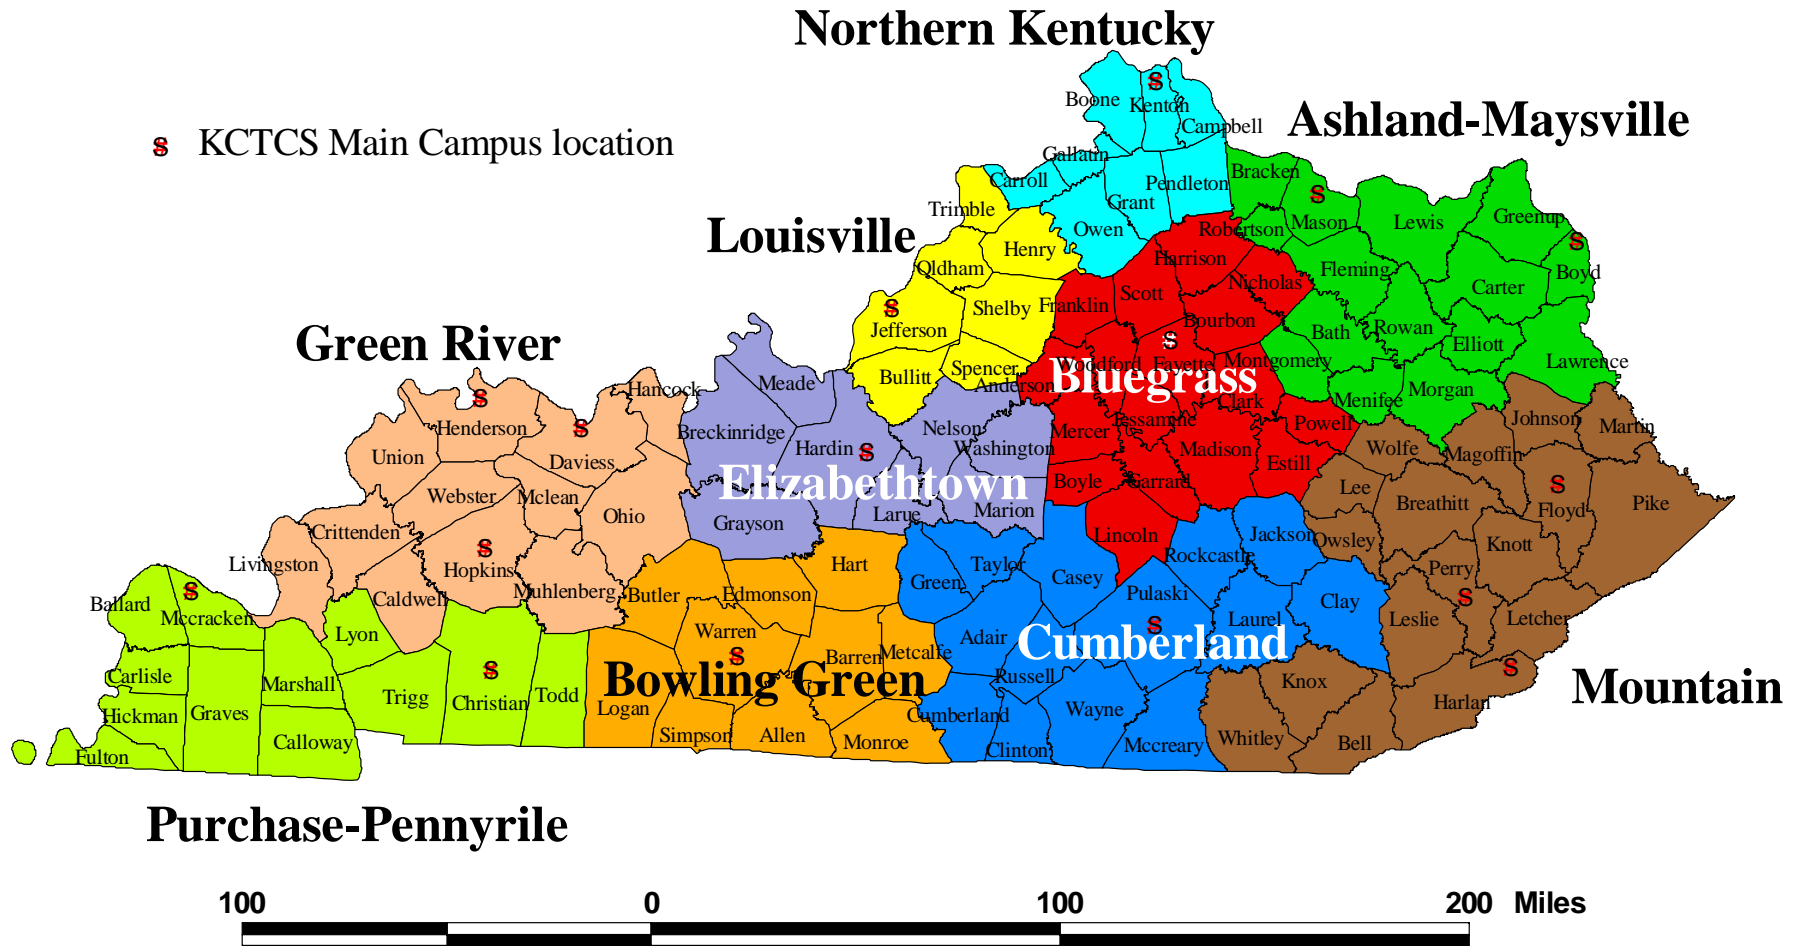 Northern Kentucky
Boone
Kenton
Campbell
Ashland-Maysville
S KCTCS Main Campus location
Gallatin
Carroll
Grant
Pendleton
Owen
Bracken
Mason
Robertson
Lewis
Greenup
Boyd
Fleming
Carter
Bath
Rowan
Elliott
Lawrence
Menifee
Morgan
Montgomery
Louisville
Trimble
Henry
Qldham
Shelby
Jefferson
Spencer
Bullitt
Franklin
Scott
Harrison
Nicholas
Bourbon
Woodford
Fayette
Anderson
Bluegrass
Clark
Jessamine
Mercer
Powell
Madison
Estill
Boyle
Garrard
Lincoln
Green River
Hancock
Henderson
Daviess
Union
Webster
Mclean
Ohio
Crittenden
Livingston
Hopkins
Caldwell
Muhlenberg
Meade
Breckinridge
Hardin
Nelson
Washington
Elizabethtown
Grayson
Larue
Marion
Johnson
Martin
Wolfe
Magoffin
Lee
Breathitt
Floyd
Pike
Owsley
Knott
Perry
Leslie
Letcher
Knox
Harlan
Whitley
Bell
Mountain
Hart
Butler
Edmonson
Warren
Barren
Metcalfe
Bowling Green
Logan
Simpson
Allen
Monroe
Taylor
Green
Casey
Rockcastle
Jackson
Pulaski
Clay
Laurel
Adair
Cumberland
Russell
Cumberland
Wayne
Clinton
Mccreary
Ballard
Mccracken
Lyon
Carlisle
Marshall
Trigg
Christian
Todd
Hickman
Graves
Calloway
Fulton
Purchase-Pennyrile
100 0 100 200 Miles